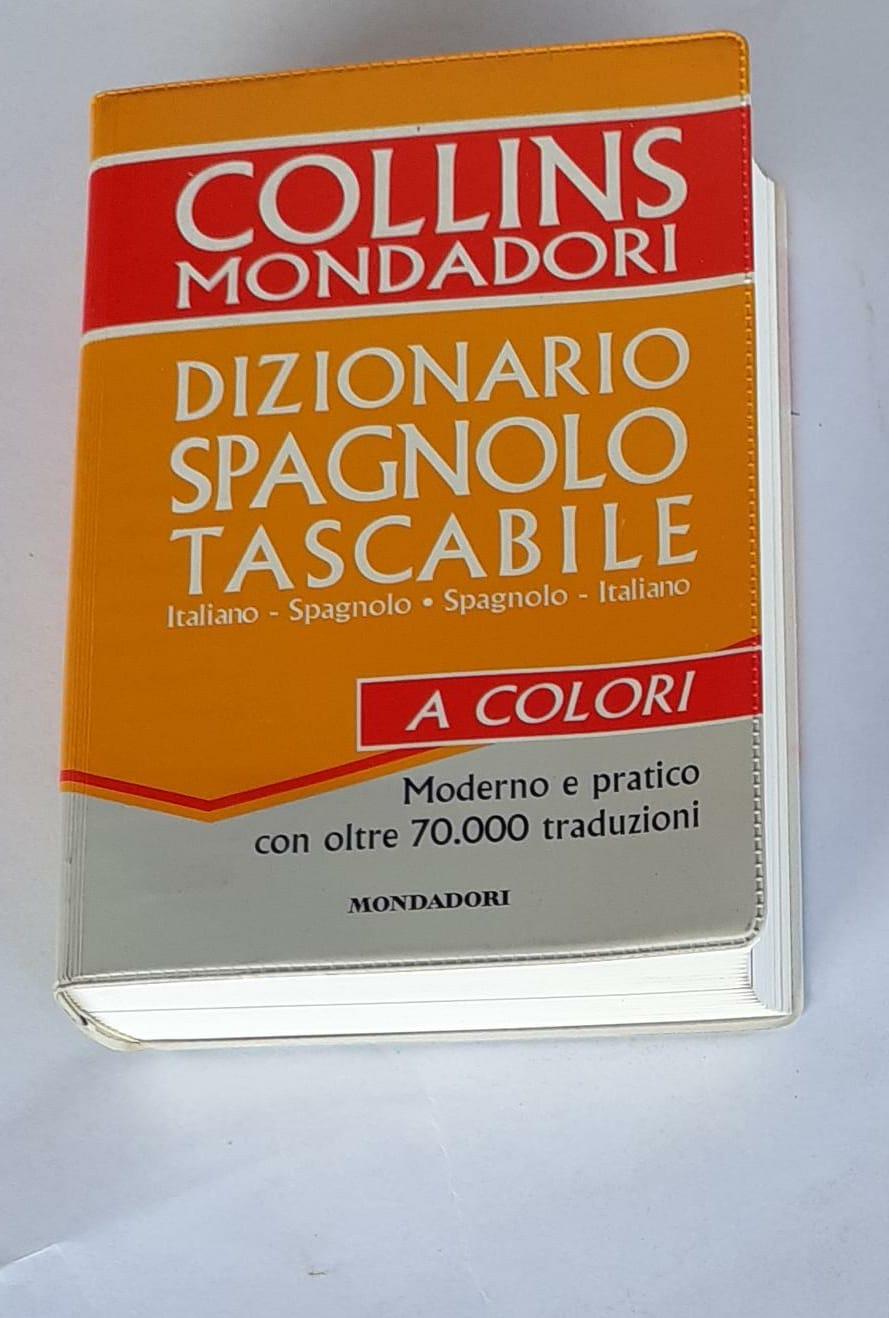 COLLINS
MONDADORI
DIZIONARIO
SPAGNOLO
TASCABILE
Italiano - Spagnolo • Spagnolo - Italiano
A COLORI
Moderno e pratico
con oltre 70.000 traduzioni
MONDADORI